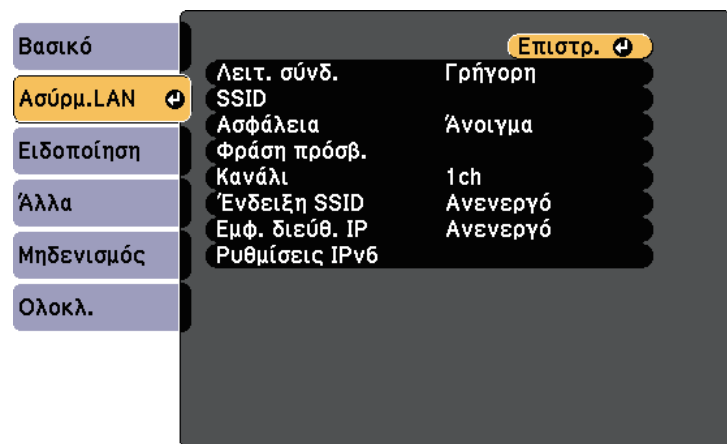 Βασικό
Ασύρμ.LAN
Ειδοποίηση
Άλλα
Μηδενισμός
Ολοκλ.
Επιστρ.
Λειτ. σύνδ. Γρήγορη
SSID
Ασφάλεια Άνοιγμα
Φράση πρόσβ.
Κανάλι 1ch
Ένδειξη SSID Ανενεργό
Εμφ. διεύθ. IP Ανενεργό
Ρυθμίσεις IPv6